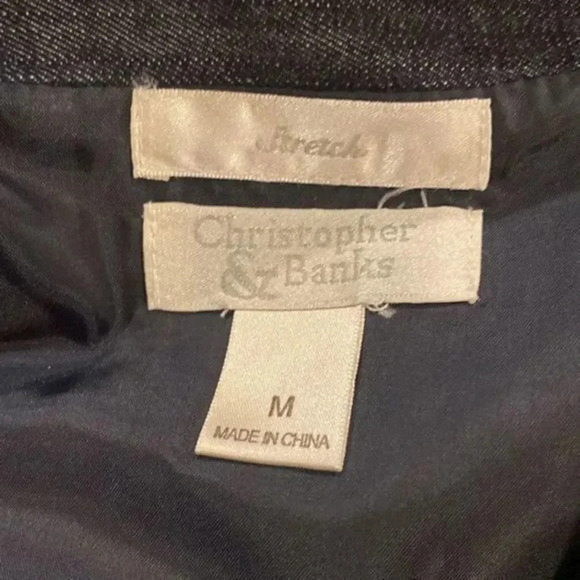 Stretch
Christopher
& Banks
M
MADE IN CHINA